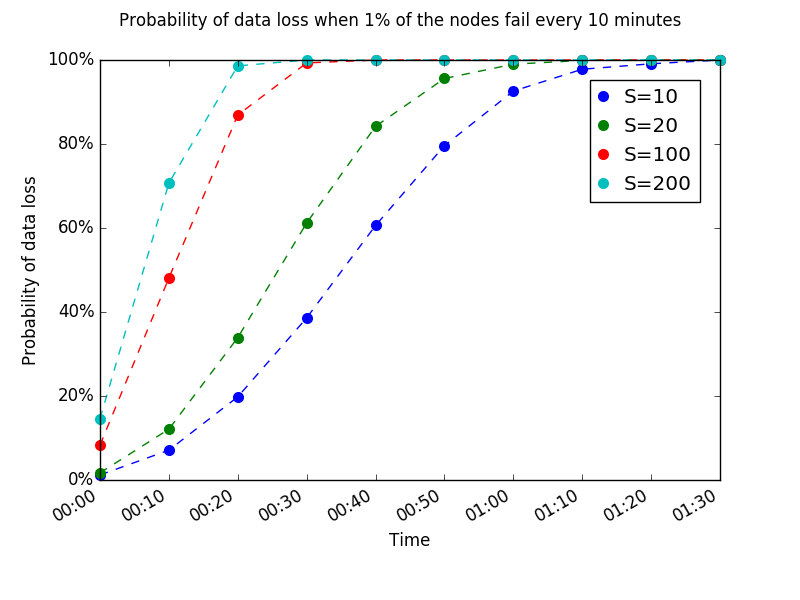 Probability of data loss when 1% of the nodes fail every 10 minutes
100%
80%
60%
40%
20%
0%
Probability of data loss
S=10
S=20
S=100
S=200
00:00
00:10
00:20
00:30
00:40
00:50
01:00
01:10
01:20
01:30
Time